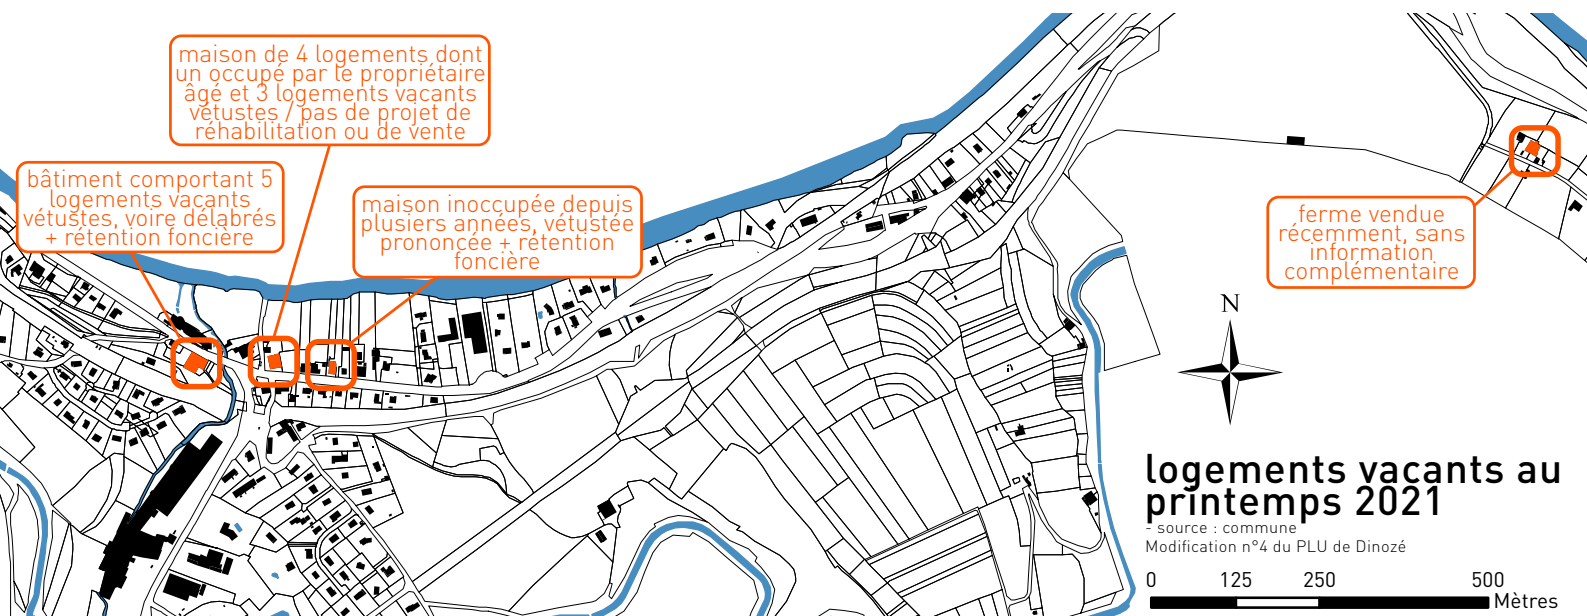 maison de 4 logements dont
un occupé par le propriétaire
âgé et 3 logements vacants
vétustes / pas de projet de
réhabilitation ou de vente
bâtiment comportant 5
logements vacants
vétustes, voire délabrés
+ rétention foncière
maison inoccupée depuis
plusiers années, vétustée
prononcée + rétention
foncière
ferme vendue
récemment, sans
information
complémentaire
N
logements vacants au
printemps 2021
- source : commune
Modification n°4 du PLU de Dinozé
0 125 250 500
Mètres